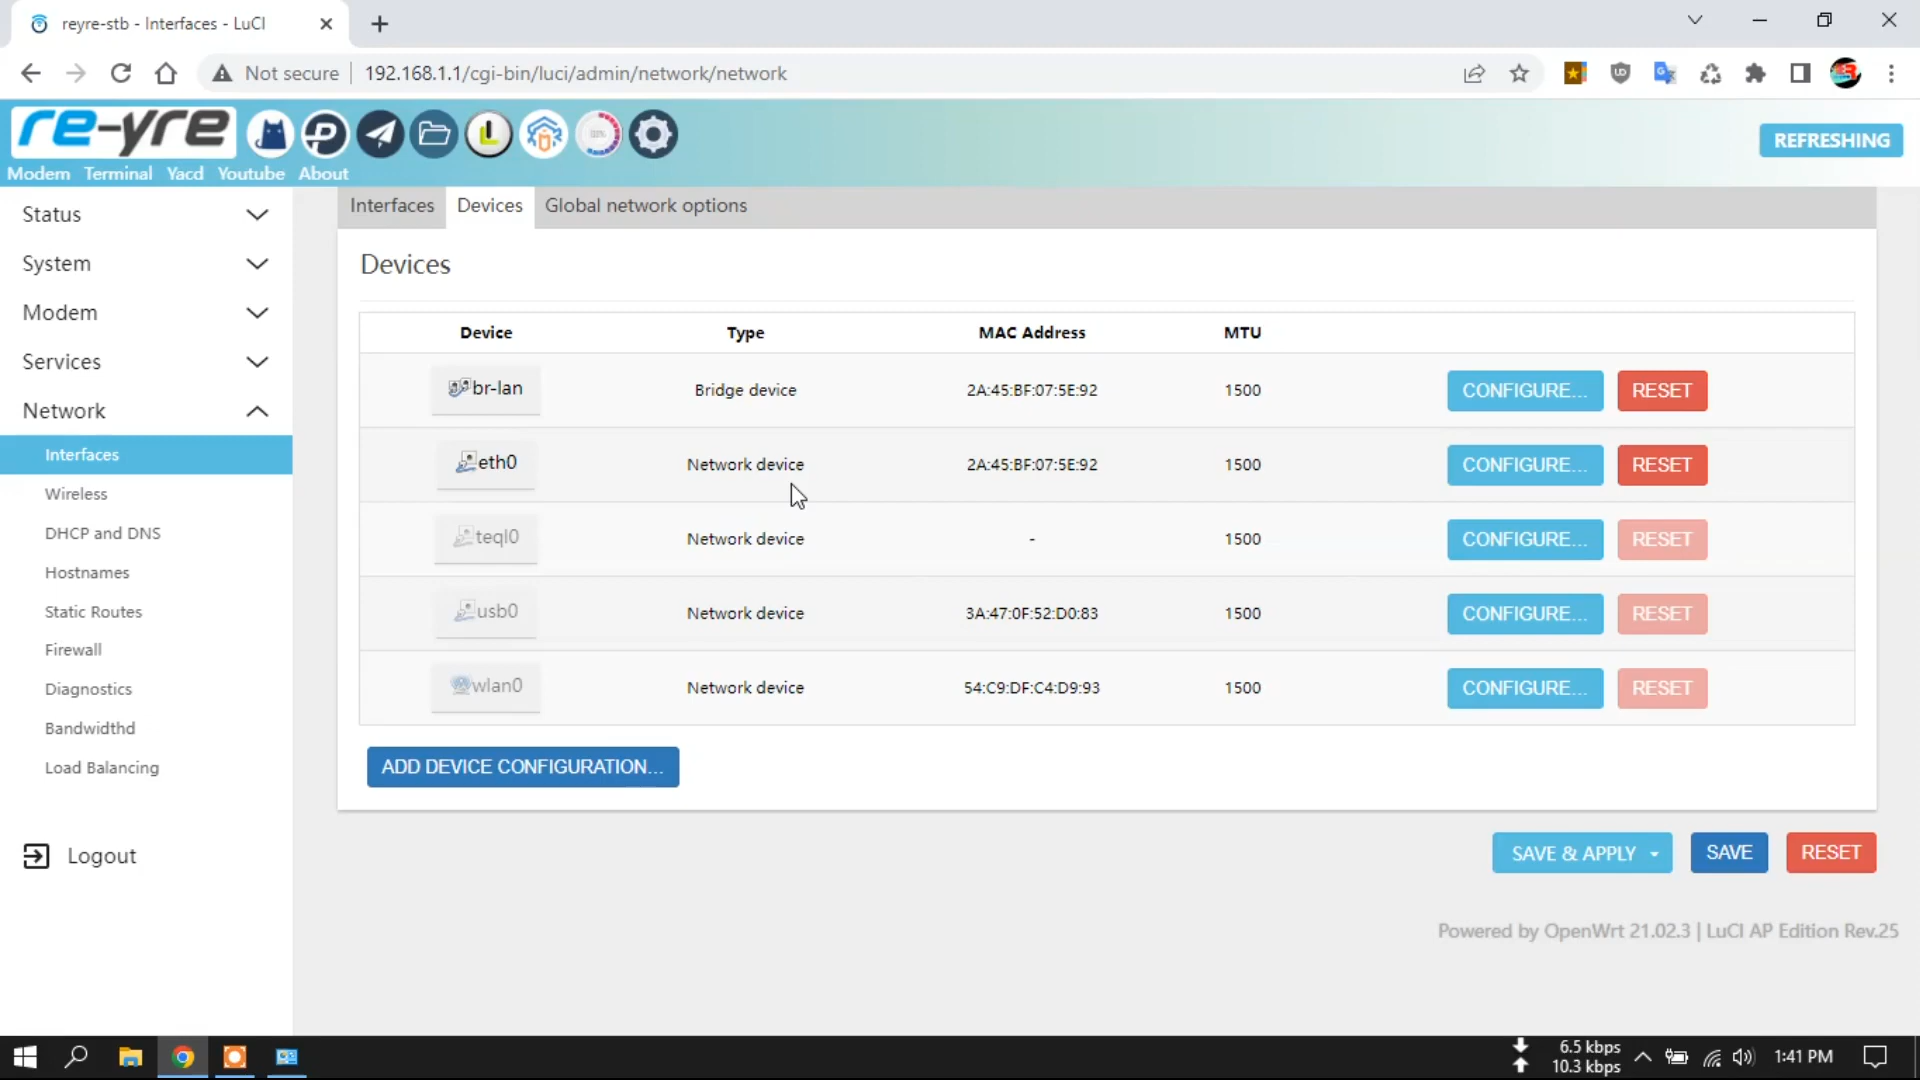 reyre-stb - Interfaces - LuCI
Not secure 192.168.1.1/cgi-bin/luci/admin/network/network
re-yre
REFRESHING
Modem Terminal Yacd Youtube About
Status
System
Modem
Services
Network
Interfaces
Wireless
DHCP and DNS
Hostnames
Static Routes
Firewall
Diagnostics
Bandwidthd
Load Balancing
Logout
Interfaces Devices Global network options
Devices
Device Type MAC Address MTU
br-lan Bridge device 2A:45:BF:07:5E:92 1500 CONFIGURE... RESET
eth0 Network device 2A:45:BF:07:5E:92 1500 CONFIGURE... RESET
teql0 Network device - 1500 CONFIGURE... RESET
usb0 Network device 3A:47:0F:52:D0:83 1500 CONFIGURE... RESET
wlan0 Network device 54:C9:DF:C4:D9:93 1500 CONFIGURE... RESET
ADD DEVICE CONFIGURATION...
SAVE & APPLY SAVE RESET
Powered by OpenWrt 21.02.3 | LuCI AP Edition Rev.25
6.5 kbps
10.3 kbps
1:41 PM